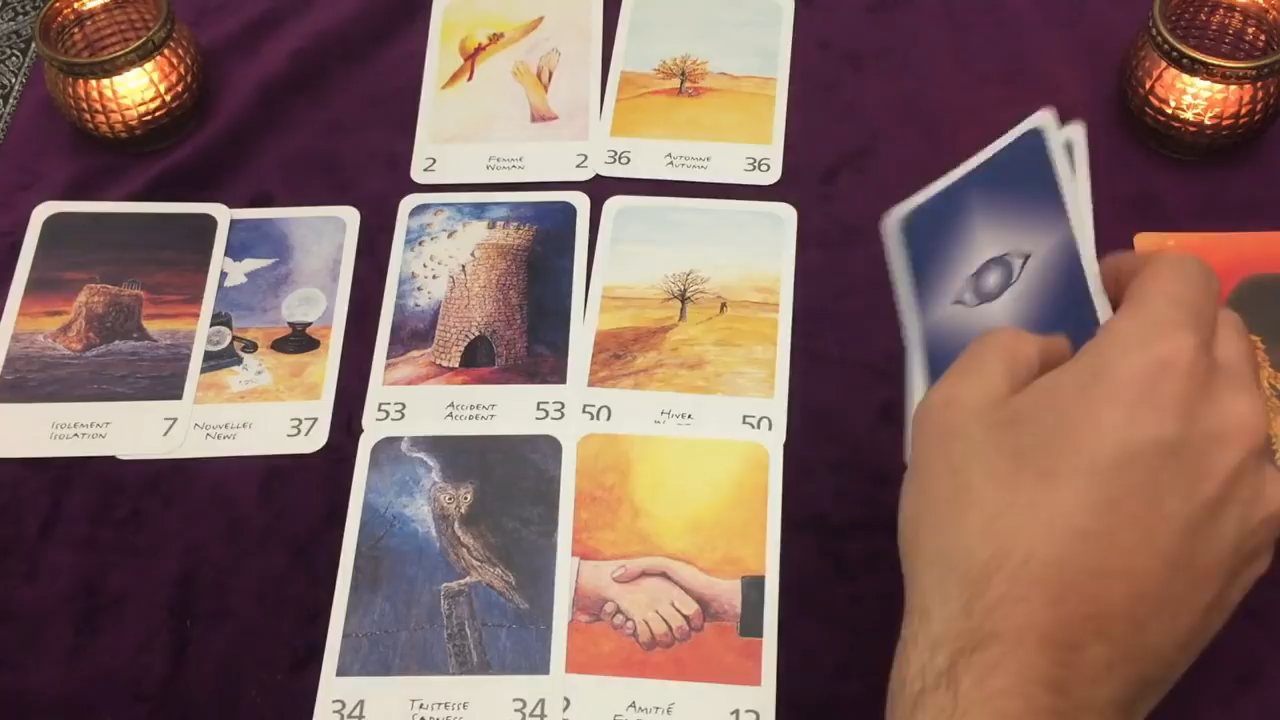 2 FEMME 2
WOMAN
36 AUTOMNE 36
AUTUMN
ISOLEMENT 7
ISOLATION
NOUVELLES 37
NEWS
53 ACCIDENT 53
ACCIDENT
50 HIVER 50
34 TRISTESSE 34
SADNESS
AMITIÉ